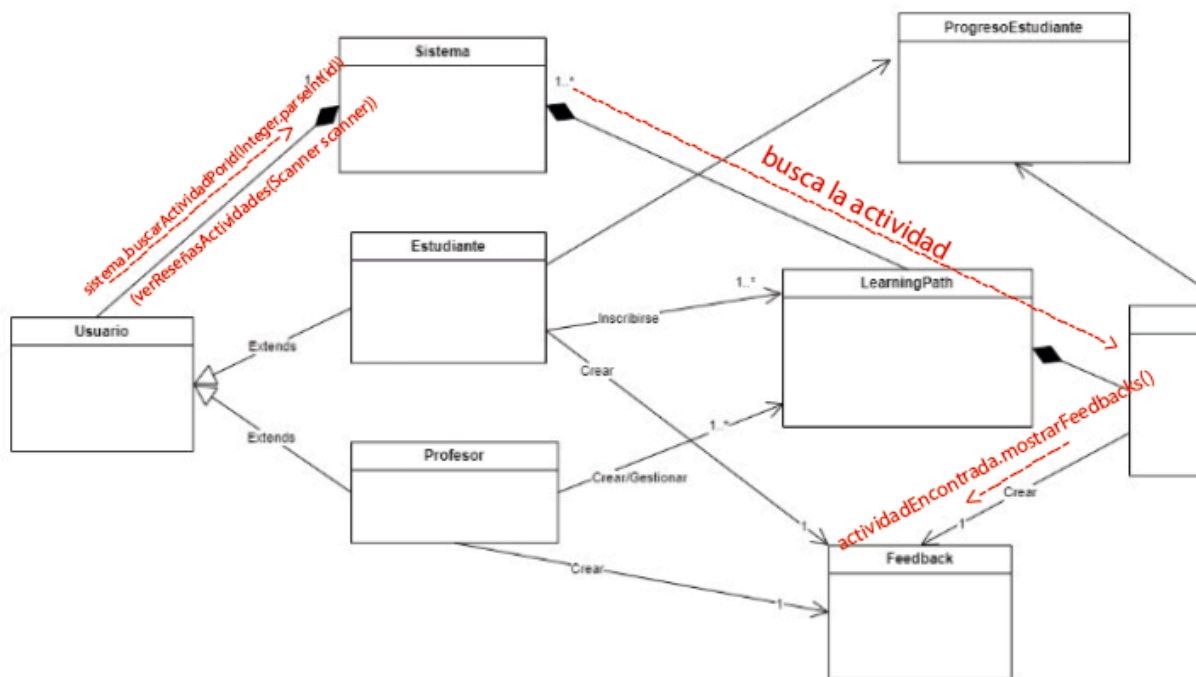 ProgresoEstudiante
Sistema
1
1..*
sistema.buscarActividadPorId(Integer.parseInt(id))
(verReseñasActividades(Scanner scanner))
busca la actividad
Estudiante
LearningPath
1..*
Inscribirse
Usuario
Extends
Crear
Extends
1..*
Profesor
Crear/Gestionar
actividadEncontrada.mostrarFeedbacks()
Crear
1
1
Feedback
Crear
1